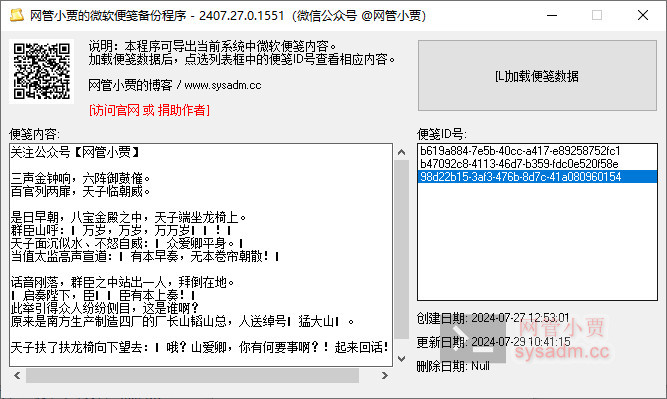 网管小贾的微软便笺备份程序 - 2407.27.0.1551（微信公众号 @网管小贾）
说明：本程序可导出当前系统中微软便笺内容。
加载便笺数据后，点选列表框中的便笺ID号查看相应内容。
网管小贾的博客 / www.sysadm.cc
[访问官网 或 捐助作者]
[L]加载便笺数据
便笺内容:
关注公众号【网管小贾】
三声金钟响，六阵御鼓催。
百官列两扉，天子临朝威。
是日早朝，八宝金殿之中，天子端坐龙椅上。
群臣山呼：▎万岁，万岁，万万岁▎▎！▎
天子面沉似水、不怒自威：▎众爱卿平身。▎
当值太监高声宣道：▎有本早奏，无本卷帘朝散！▎
话音刚落，群臣之中站出一人，拜倒在地。
▎启奏陛下，臣▎▎臣有本上奏！▎
此举引得众人纷纷侧目，这是谁啊？
原来是南方生产制造四厂的厂长山韬山总，人送绰号▎猛大山▎。
天子扶了扶龙椅向下望去：▎哦？山爱卿，你有何要事啊？！起来回话！
便笺ID号:
b619a884-7e5b-40cc-a417-e89258752fc1
b47092c8-4113-46d7-b359-fdc0e520f58e
98d22b15-3af3-476b-8d7c-41a080960154
创建日期: 2024-07-27 12:53:01
更新日期: 2024-07-29 10:41:15
删除日期: Null
网管小贾
sysadm.cc